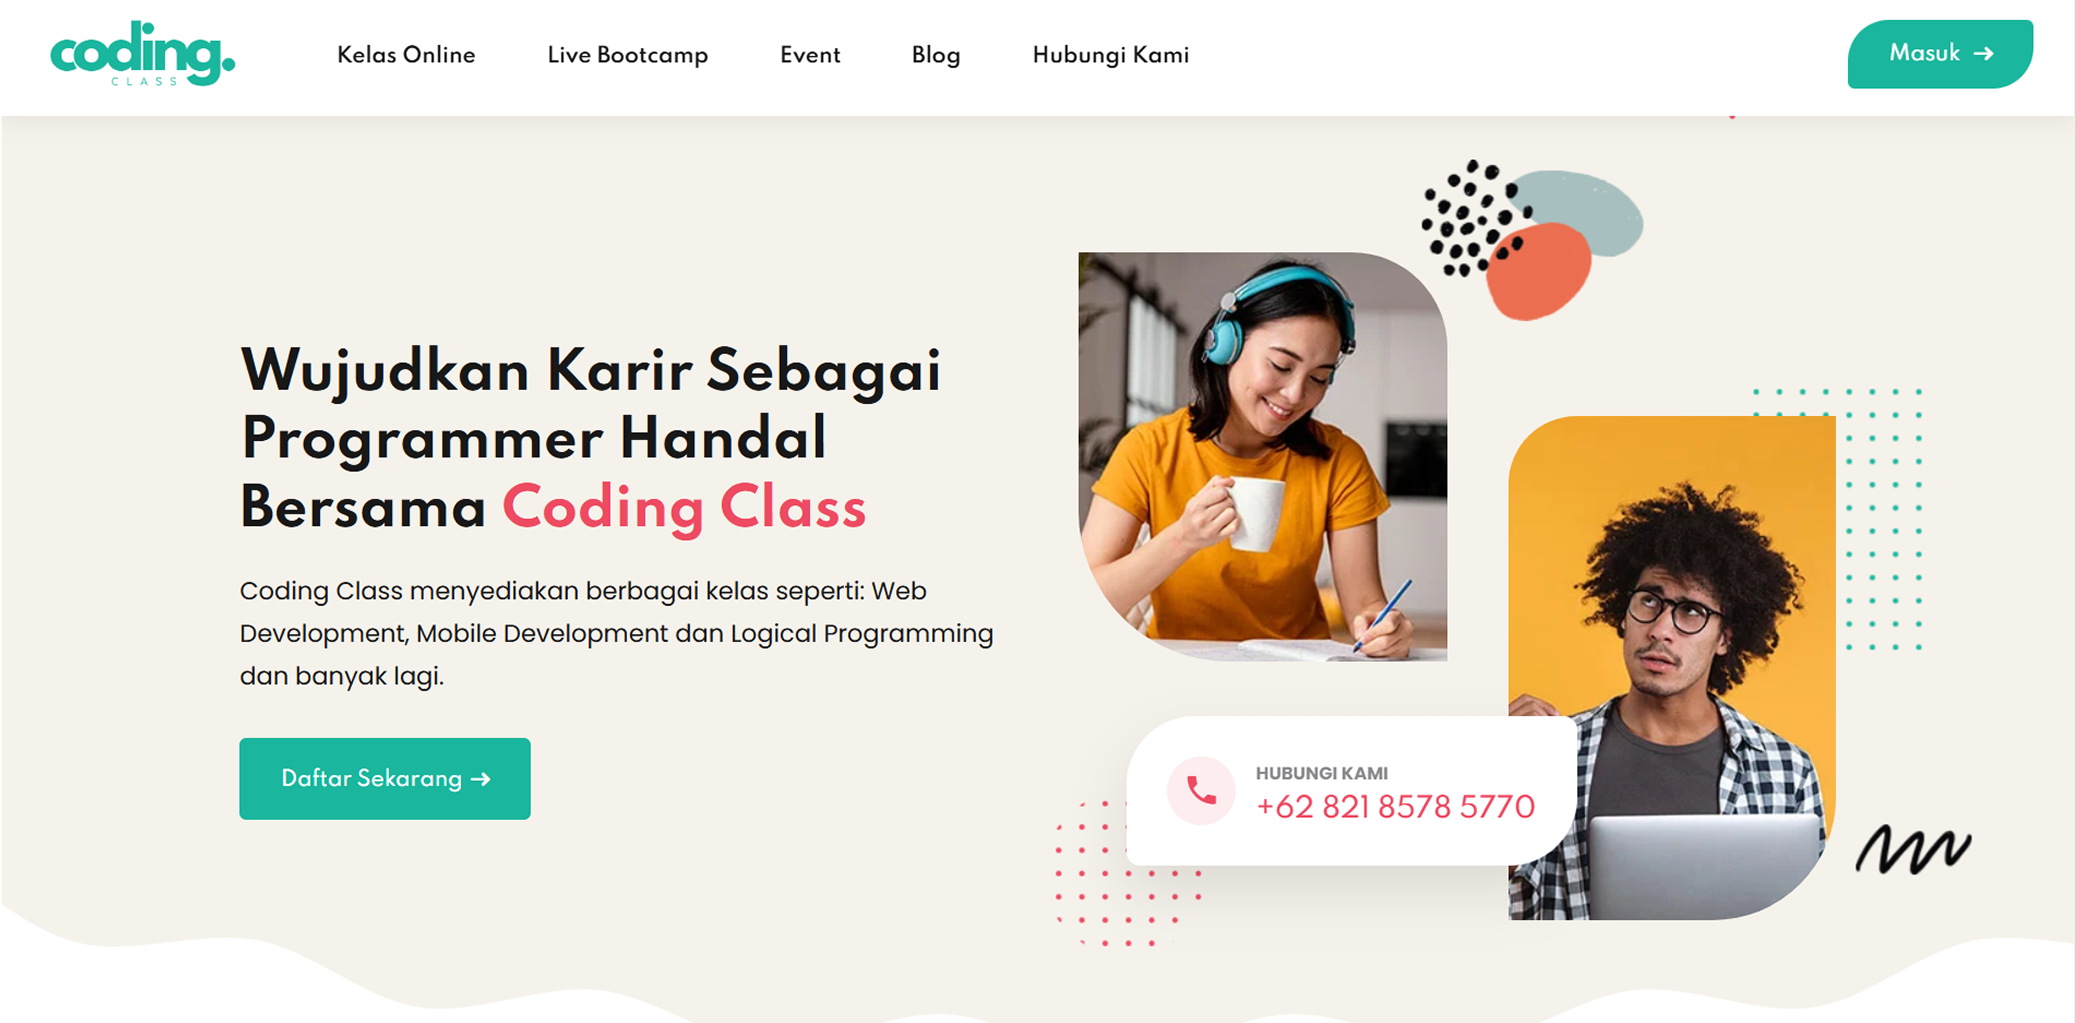 coding.
CLASS
Kelas Online
Live Bootcamp
Event
Blog
Hubungi Kami
Masuk →
Wujudkan Karir Sebagai
Programmer Handal
Bersama Coding Class
Coding Class menyediakan berbagai kelas seperti: Web
Development, Mobile Development dan Logical Programming
dan banyak lagi.
Daftar Sekarang →
HUBUNGI KAMI
+62 821 8578 5770